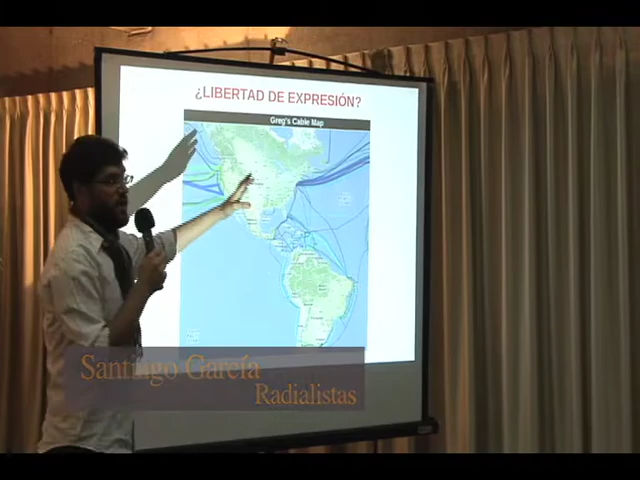 ¿LIBERTAD DE EXPRESIÓN?
Greg's Cable Map
Santiago García
Radialistas